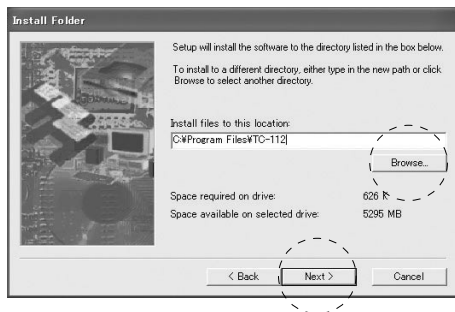 Install Folder
Setup will install the software to the directory listed in the box below.
To install to a different directory, either type in the new path or click
Browse to select another directory.
Install files to this location:
C:¥Program Files¥TC-112
Browse...
Space required on drive:
626 K
Space available on selected drive:
5295 MB
< Back
Next >
Cancel